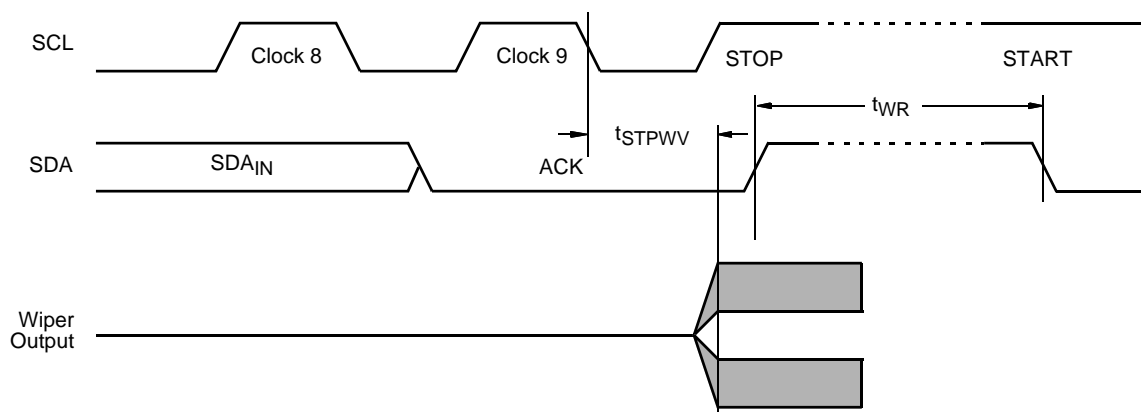 SCL
Clock 8
Clock 9
STOP
START
tWR
tSTPWV
SDA
SDAIN
ACK
Wiper
Output